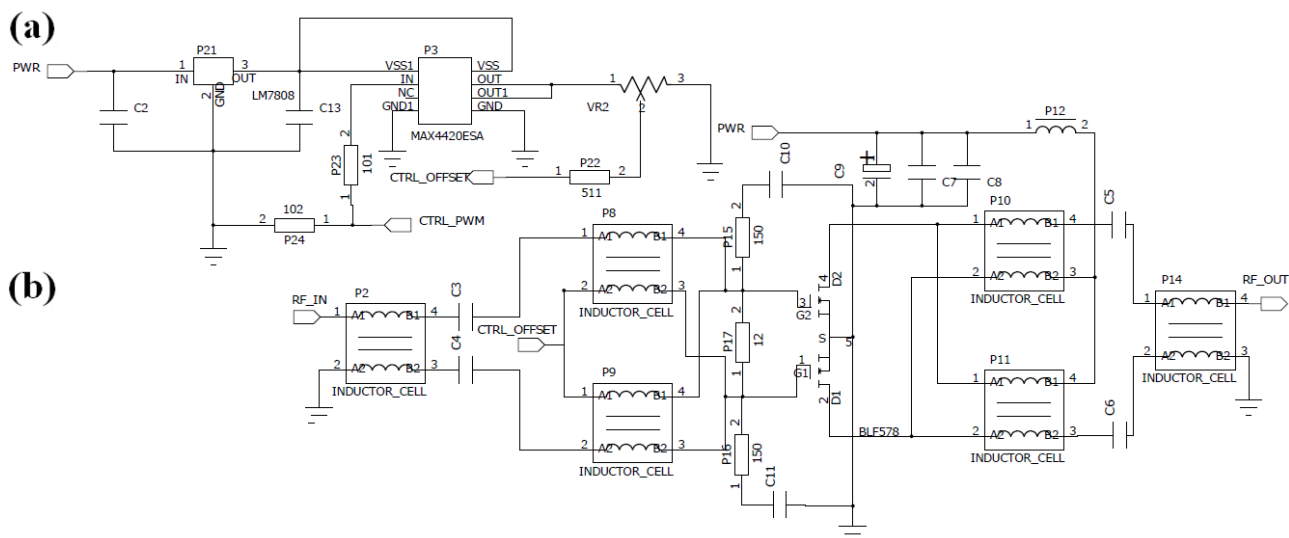 (a)
PWR
1
P21
3
IN
OUT
2
GND
LM7808
C2
C13
P3
VSS1
VSS
IN
OUT
NC
OUT1
GND1
GND
MAX4420ESA
1
3
VR2
2
2
P23
101
1
CTRL_OFFSET
1
P22
2
511
2
102
1
P24
CTRL_PWM
PWR
C10
C9
1
2
C7
C8
P12
1
2
(b)
RF_IN
P2
1
A1
B1
4
2
A2
B2
3
INDUCTOR_CELL
C3
C4
CTRL_OFFSET
P8
1
A1
B1
4
2
A2
B2
3
INDUCTOR_CELL
P9
1
A1
B1
4
2
A2
B2
3
INDUCTOR_CELL
2
P15
150
1
2
P17
12
1
2
P16
150
1
C11
4
D2
3
G2
S
5
1
G1
2
D1
BLF578
P10
1
A1
B1
4
2
A2
B2
3
INDUCTOR_CELL
P11
1
A1
B1
4
2
A2
B2
3
INDUCTOR_CELL
C5
C6
P14
1
A1
B1
4
2
A2
B2
3
INDUCTOR_CELL
RF_OUT